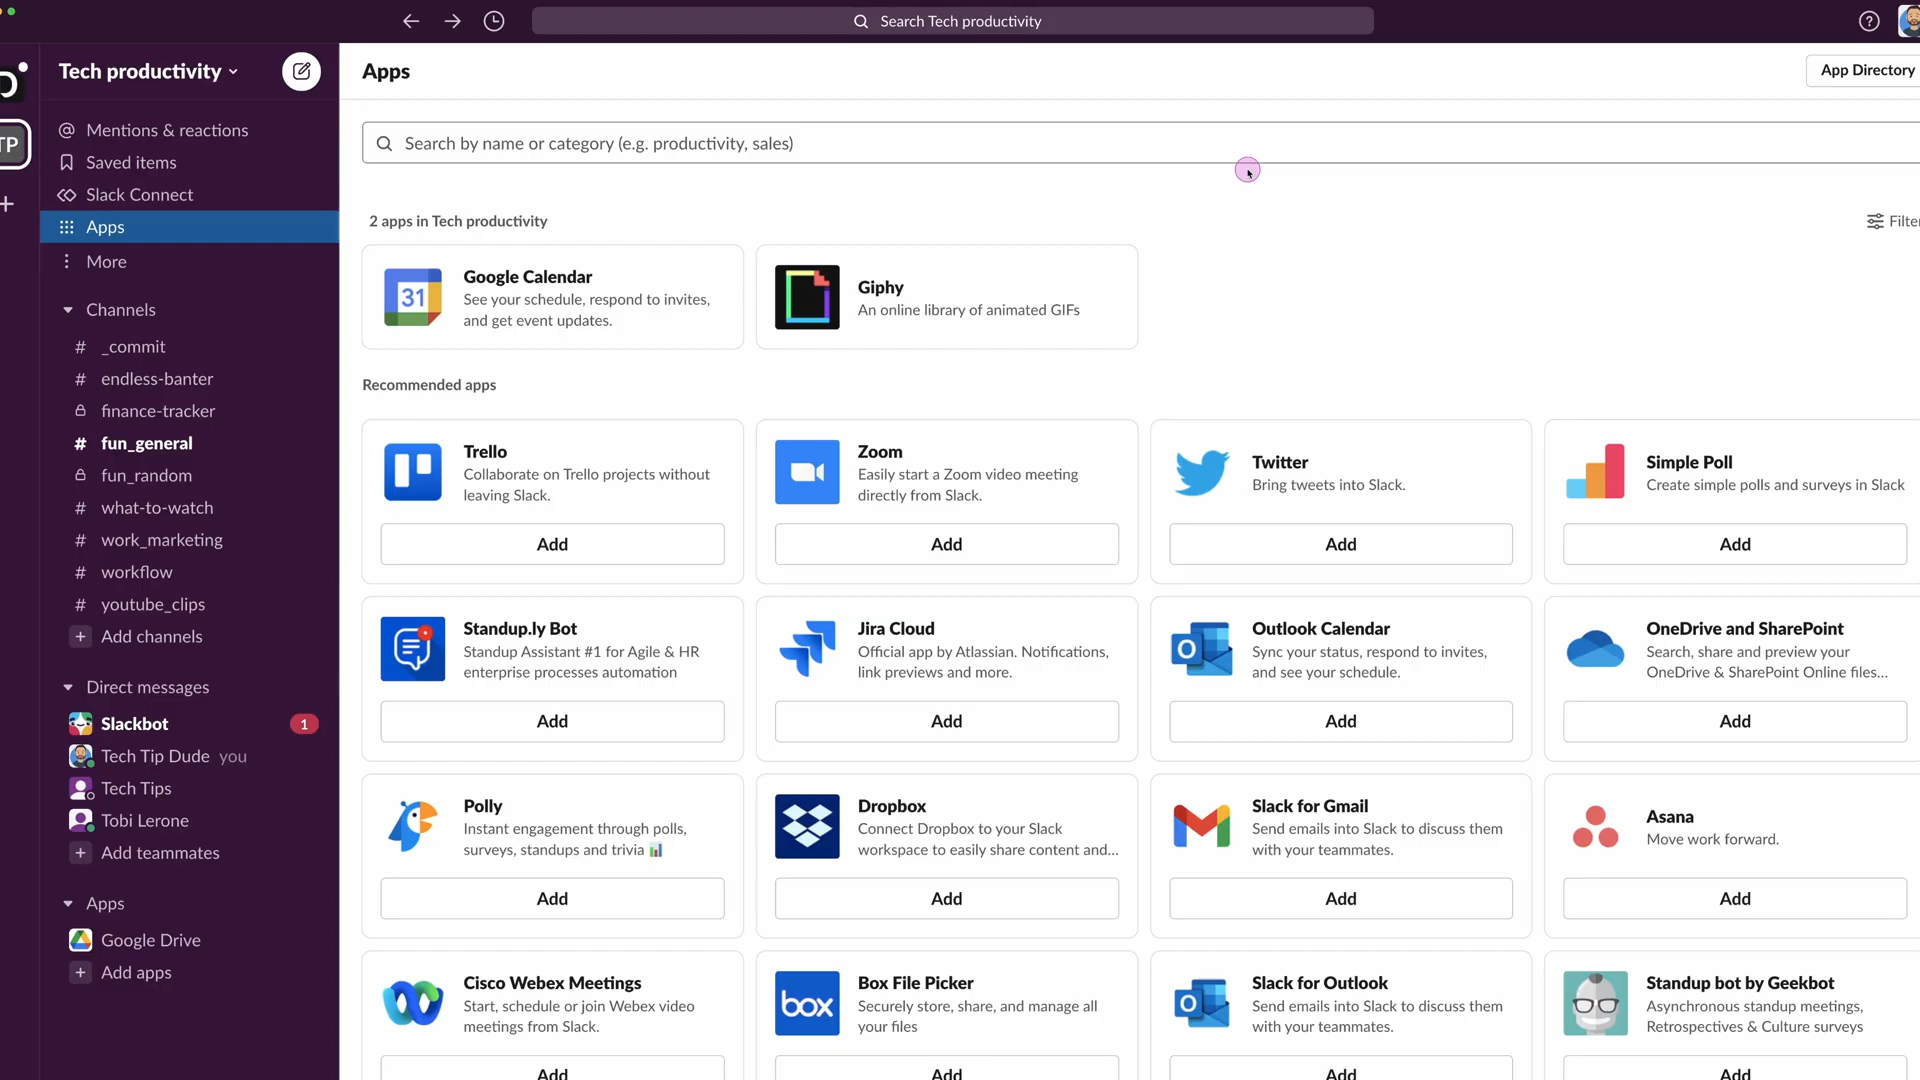 Search Tech productivity
D
TP
Tech productivity
Mentions & reactions
Saved items
Slack Connect
Apps
More
Channels
# _commit
# endless-banter
finance-tracker
# fun_general
fun_random
# what-to-watch
# work_marketing
# workflow
# youtube_clips
+ Add channels
Direct messages
Slackbot 1
Tech Tip Dude you
Tech Tips
Tobi Lerone
+ Add teammates
Apps
Google Drive
+ Add apps
Apps
App Directory
Search by name or category (e.g. productivity, sales)
2 apps in Tech productivity
Filter
31
Google Calendar
See your schedule, respond to invites,
and get event updates.
Giphy
An online library of animated GIFs
Recommended apps
Trello
Collaborate on Trello projects without
leaving Slack.
Add
Zoom
Easily start a Zoom video meeting
directly from Slack.
Add
Twitter
Bring tweets into Slack.
Add
Simple Poll
Create simple polls and surveys in Slack
Add
Standup.ly Bot
Standup Assistant #1 for Agile & HR
enterprise processes automation
Add
Jira Cloud
Official app by Atlassian. Notifications,
link previews and more.
Add
Outlook Calendar
Sync your status, respond to invites,
and see your schedule.
Add
OneDrive and SharePoint
Search, share and preview your
OneDrive & SharePoint Online files...
Add
Polly
Instant engagement through polls,
surveys, standups and trivia 📊
Add
Dropbox
Connect Dropbox to your Slack
workspace to easily share content and...
Add
Slack for Gmail
Send emails into Slack to discuss them
with your teammates.
Add
Asana
Move work forward.
Add
Cisco Webex Meetings
Start, schedule or join Webex video
meetings from Slack.
Add
box
Box File Picker
Securely store, share, and manage all
your files
Add
Slack for Outlook
Send emails into Slack to discuss them
with your teammates.
Add
Standup bot by Geekbot
Asynchronous standup meetings,
Retrospectives & Culture surveys
Add